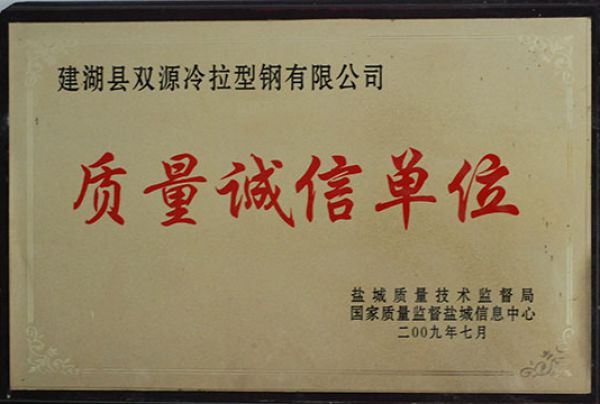 建湖县双源冷拉型钢有限公司
质量诚信单位
盐城质量技术监督局
国家质量监督盐城信息中心
二00九年七月